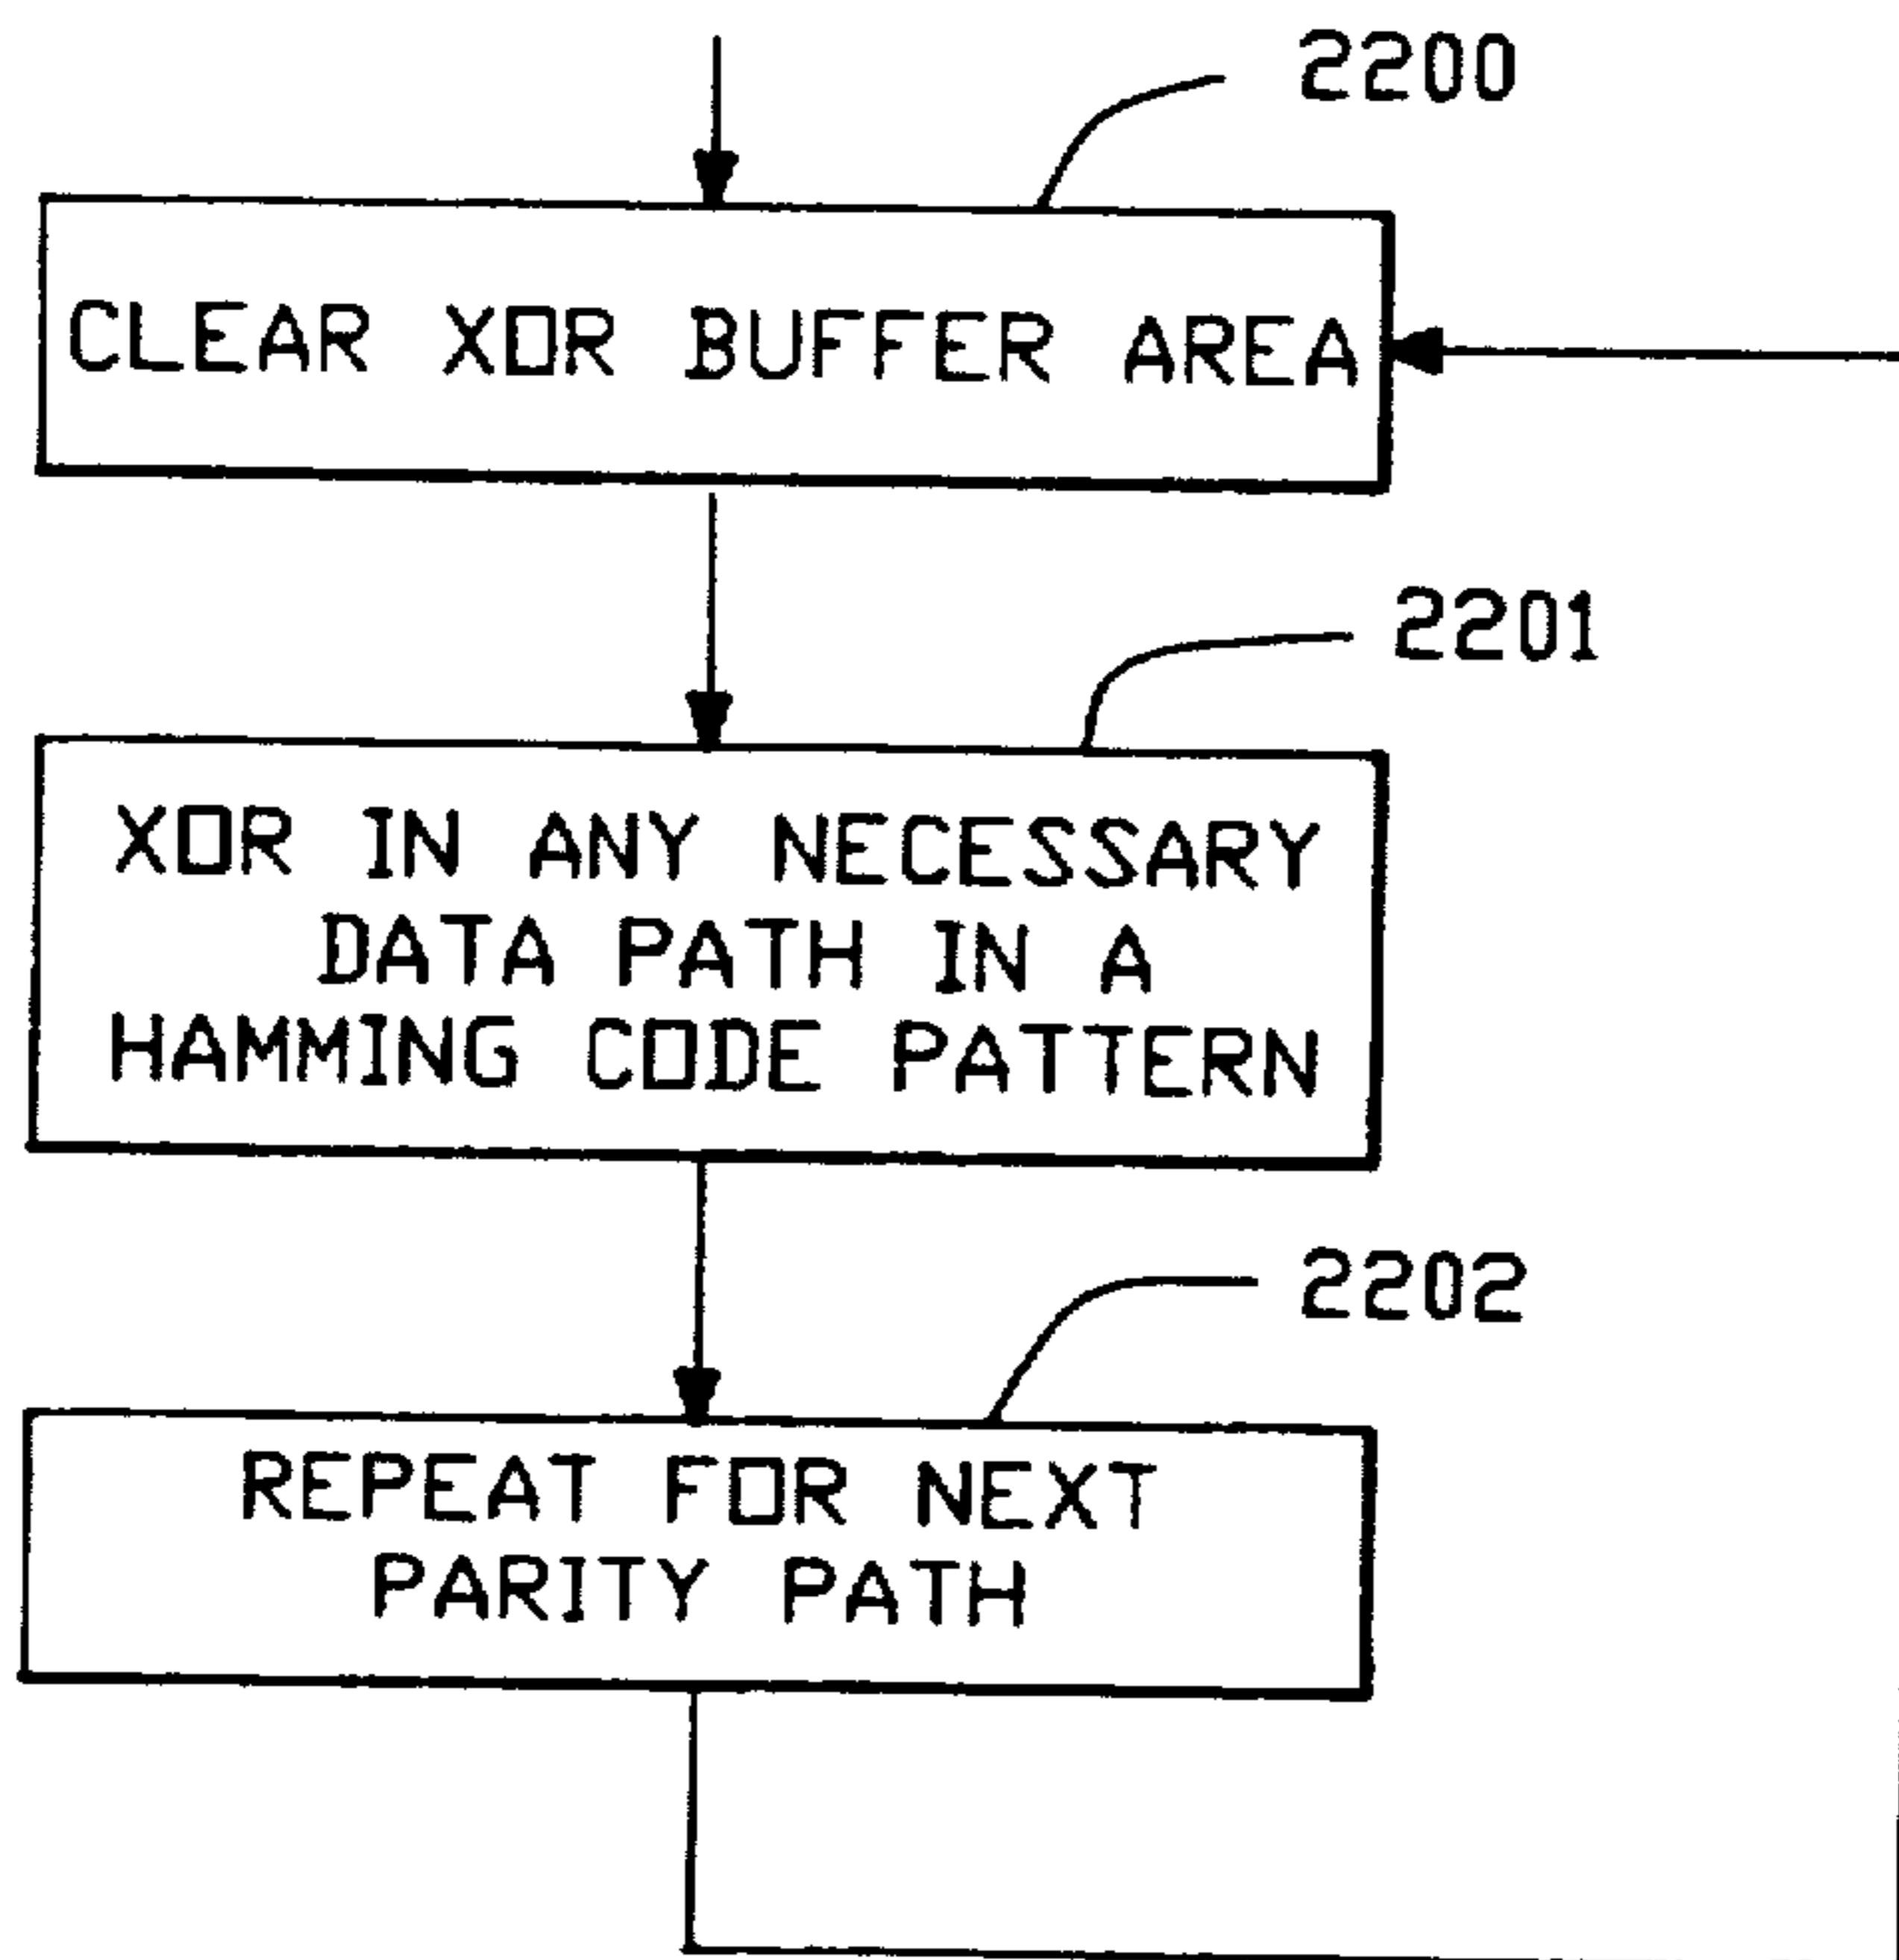 2200
CLEAR XOR BUFFER AREA
2201
XOR IN ANY NECESSARY
DATA PATH IN A
HAMMING CODE PATTERN
2202
REPEAT FOR NEXT
PARITY PATH